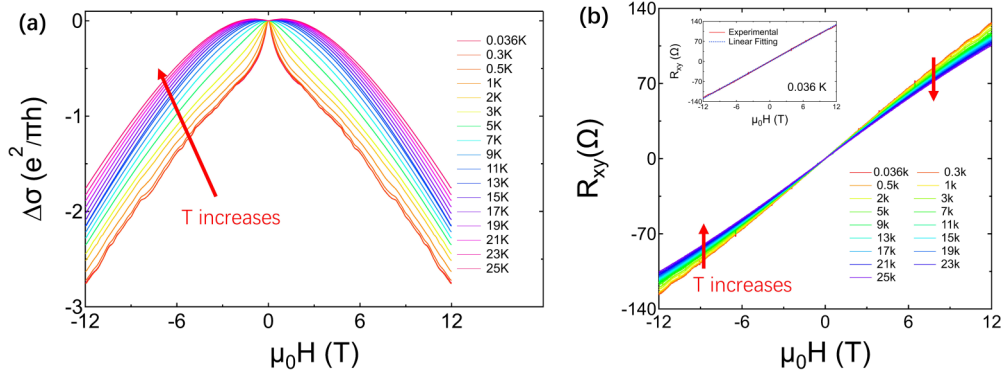 (a)
0
-1
-2
-3
Δσ (e²/πh)
-12 -6 0 6 12
μ₀H (T)
T increases
0.036K
0.3K
0.5K
1K
2K
3K
5K
7K
9K
11K
13K
15K
17K
19K
21K
23K
25K
(b)
140
70
0
-70
-140
Rxy(Ω)
-12 -6 0 6 12
μ₀H (T)
140
70
0
-70
-140
Rxy (Ω)
-12 -6 0 6 12
μ₀H (T)
Experimental
Linear Fitting
0.036 K
T increases
0.036k 0.3k
0.5k 1k
2k 3k
5k 7k
9k 11k
13k 15k
17k 19k
21k 23k
25k